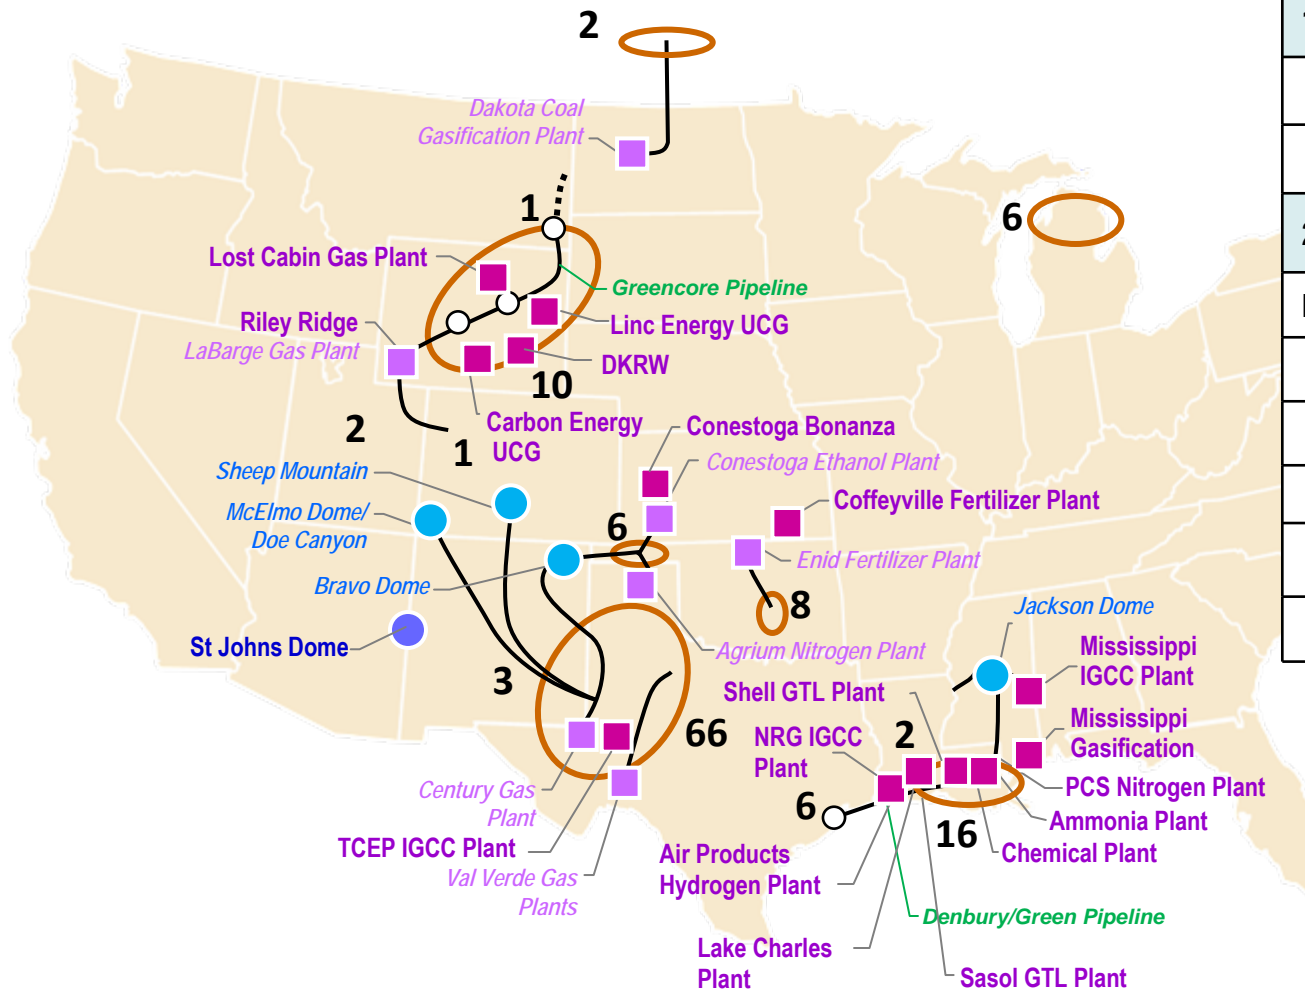 2
Dakota Coal
Gasification Plant
1
6
Lost Cabin Gas Plant
Greencore Pipeline
Linc Energy UCG
Riley Ridge
LaBarge Gas Plant
DKRW
10
2
1
Carbon Energy
UCG
Conestoga Bonanza
Conestoga Ethanol Plant
Sheep Mountain
Coffeyville Fertilizer Plant
McElmo Dome/
Doe Canyon
6
Enid Fertilizer Plant
Bravo Dome
8
Jackson Dome
St Johns Dome
Agrium Nitrogen Plant
Mississippi
IGCC Plant
3
Shell GTL Plant
66
NRG IGCC
Plant
2
Mississippi
Gasification
Century Gas
Plant
PCS Nitrogen Plant
6
Ammonia Plant
16
TCEP IGCC Plant
Chemical Plant
Air Products
Hydrogen Plant
Val Verde Gas
Plants
Denbury/Green Pipeline
Lake Charles
Plant
Sasol GTL Plant